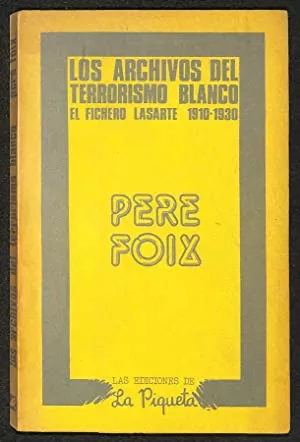 LOS ARCHIVOS DEL
TERRORISMO BLANCO
EL FICHERO LASARTE 1910-1930
PERE
FOIX
LAS EDICIONES DE
La Piqueta